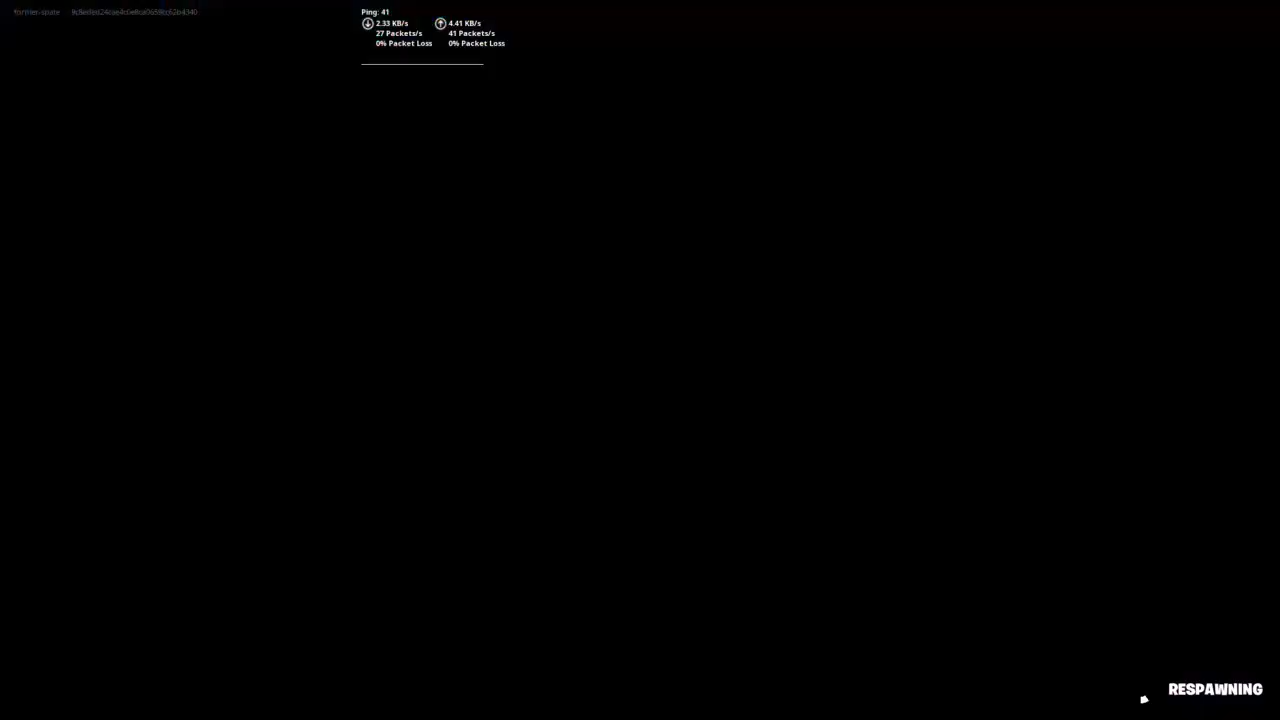 Ping: 41
2.33 KB/s 4.41 KB/s
27 Packets/s 41 Packets/s
0% Packet Loss 0% Packet Loss
RESPAWNING